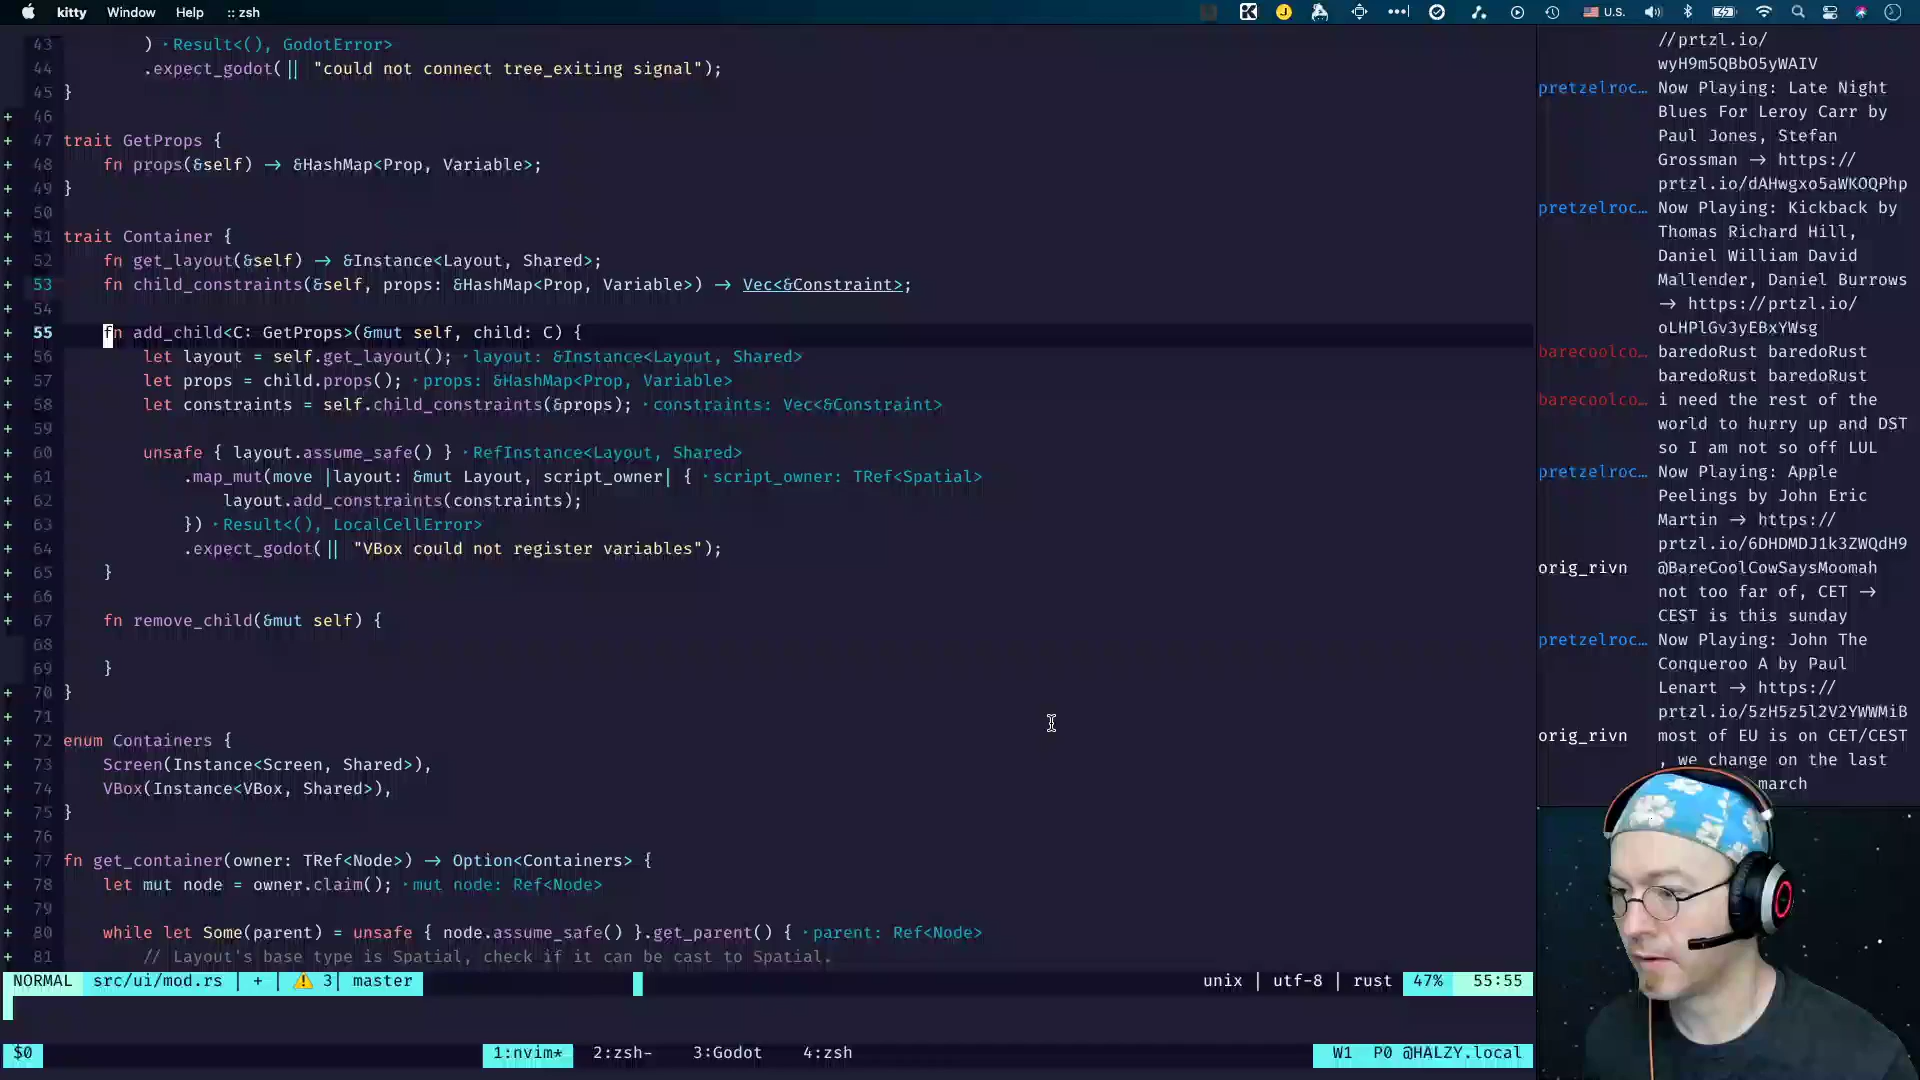 kitty Window Help :: zsh U.S.
43 ) · Result<(), GodotError>
44 .expect_godot(|| "could not connect tree_exiting signal");
45 }
+ 46
+ 47 trait GetProps {
+ 48 fn props(&self) → &HashMap<Prop, Variable>;
+ 49 }
+ 50
+ 51 trait Container {
+ 52 fn get_layout(&self) → &Instance<Layout, Shared>;
+ 53 fn child_constraints(&self, props: &HashMap<Prop, Variable>) → Vec<&Constraint>;
+ 54
+ 55 fn add_child<C: GetProps>(&mut self, child: C) {
+ 56 let layout = self.get_layout(); · layout: &Instance<Layout, Shared>
+ 57 let props = child.props(); · props: &HashMap<Prop, Variable>
+ 58 let constraints = self.child_constraints(&props); · constraints: Vec<&Constraint>
+ 59
+ 60 unsafe { layout.assume_safe() } · RefInstance<Layout, Shared>
+ 61 .map_mut(move |layout: &mut Layout, script_owner| { · script_owner: TRef<Spatial>
+ 62 layout.add_constraints(constraints);
+ 63 }) · Result<(), LocalCellError>
+ 64 .expect_godot(|| "VBox could not register variables");
+ 65 }
+ 66
+ 67 fn remove_child(&mut self) {
68
69 }
+ 70 }
+ 71
+ 72 enum Containers {
+ 73 Screen(Instance<Screen, Shared>),
+ 74 VBox(Instance<VBox, Shared>),
+ 75 }
+ 76
+ 77 fn get_container(owner: TRef<Node>) → Option<Containers> {
+ 78 let mut node = owner.claim(); · mut node: Ref<Node>
+ 79
+ 80 while let Some(parent) = unsafe { node.assume_safe() }.get_parent() { · parent: Ref<Node>
+ 81 // Layout's base type is Spatial, check if it can be cast to Spatial.
NORMAL src/ui/mod.rs | + | ⚠ 3| master unix | utf-8 | rust 47% 55:55
$0 1:nvim* 2:zsh- 3:Godot 4:zsh W1 P0 @HALZY.local
//prtzl.io/
wyH9m5QBbO5yWAIV
pretzelroc… Now Playing: Late Night
Blues For Leroy Carr by
Paul Jones, Stefan
Grossman → https://
prtzl.io/dAHwgxo5aWKOQPhp
pretzelroc… Now Playing: Kickback by
Thomas Richard Hill,
Daniel William David
Mallender, Daniel Burrows
→ https://prtzl.io/
oLHPlGv3yEBxYWsg
barecoolco… baredoRust baredoRust
baredoRust baredoRust
barecoolco… i need the rest of the
world to hurry up and DST
so I am not so off LUL
pretzelroc… Now Playing: Apple
Peelings by John Eric
Martin → https://
prtzl.io/6DHDMDJ1k3ZWQdH9
orig_rivn @BareCoolCowSaysMoomah
not too far of, CET →
CEST is this sunday
pretzelroc… Now Playing: John The
Conqueroo A by Paul
Lenart → https://
prtzl.io/5zH5z5l2V2YWWMiB
orig_rivn most of EU is on CET/CEST
, we change on the last
march